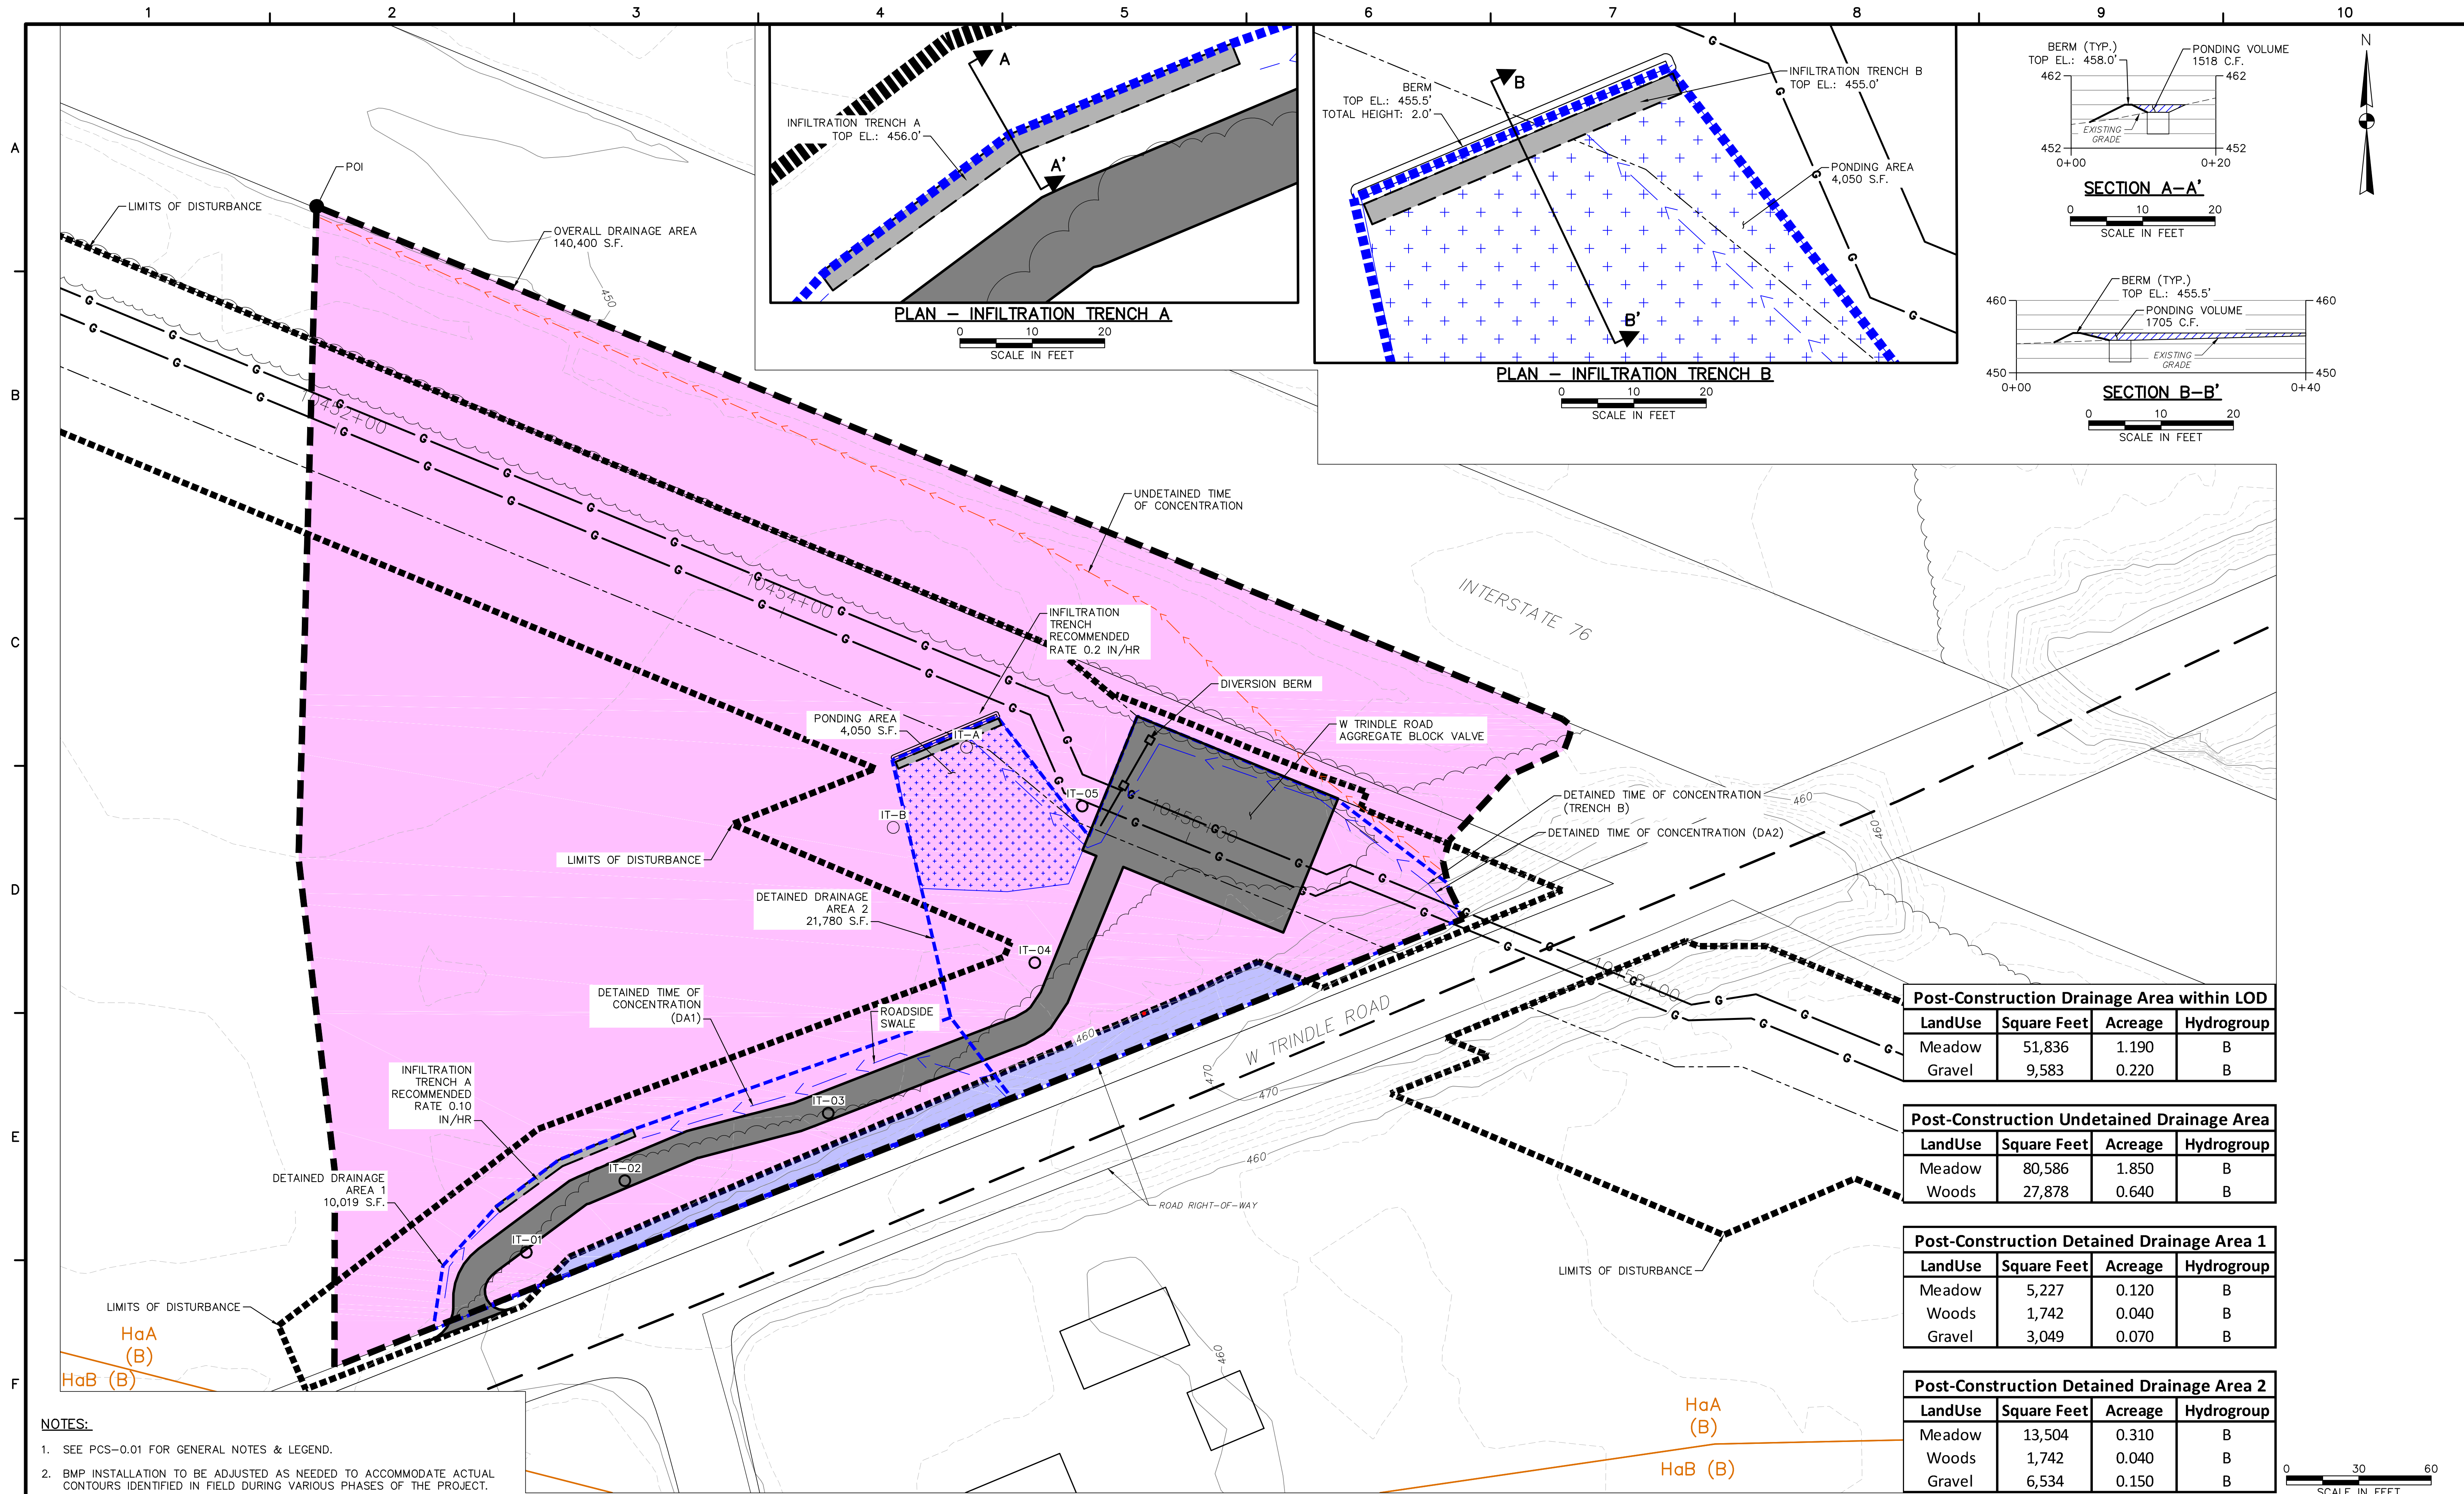 1 2 3 4 5 6 7 8 9 10
A
B
C
D
E
F
POI
LIMITS OF DISTURBANCE
OVERALL DRAINAGE AREA
140,400 S.F.
450
INFILTRATION TRENCH A
TOP EL.: 456.0'
A
A'
PLAN - INFILTRATION TRENCH A
0 10 20
SCALE IN FEET
BERM
TOP EL.: 455.5'
TOTAL HEIGHT: 2.0'
B
B'
INFILTRATION TRENCH B
TOP EL.: 455.0'
PONDING AREA
4,050 S.F.
G G G G G G
PLAN - INFILTRATION TRENCH B
0 10 20
SCALE IN FEET
BERM (TYP.)
TOP EL.: 458.0'
PONDING VOLUME
1518 C.F.
462 462
EXISTING
GRADE
452 452
0+00 0+20
SECTION A-A'
0 10 20
SCALE IN FEET
N
BERM (TYP.)
TOP EL.: 455.5'
PONDING VOLUME
1705 C.F.
460 460
EXISTING
GRADE
450 450
0+00 0+40
SECTION B-B'
0 10 20
SCALE IN FEET
10452+00
10454+00
10456+00
10458+00
UNDETAINED TIME
OF CONCENTRATION
INTERSTATE 76
INFILTRATION
TRENCH
RECOMMENDED
RATE 0.2 IN/HR
DIVERSION BERM
PONDING AREA
4,050 S.F.
W TRINDLE ROAD
AGGREGATE BLOCK VALVE
IT-A
IT-B
IT-05
DETAINED TIME OF CONCENTRATION
(TRENCH B)
460
460
DETAINED TIME OF CONCENTRATION (DA2)
LIMITS OF DISTURBANCE
DETAINED DRAINAGE
AREA 2
21,780 S.F.
IT-04
DETAINED TIME OF
CONCENTRATION
(DA1)
ROADSIDE
SWALE
460
W TRINDLE ROAD
470
470
460
INFILTRATION
TRENCH A
RECOMMENDED
RATE 0.10
IN/HR
IT-03
IT-02
IT-01
DETAINED DRAINAGE
AREA 1
10,019 S.F.
ROAD RIGHT-OF-WAY
LIMITS OF DISTURBANCE
LIMITS OF DISTURBANCE
460
HaA
(B)
HaB (B)
HaA
(B)
HaB (B)
Post-Construction Drainage Area within LOD
LandUse Square Feet Acreage Hydrogroup
Meadow 51,836 1.190 B
Gravel 9,583 0.220 B
Post-Construction Undetained Drainage Area
LandUse Square Feet Acreage Hydrogroup
Meadow 80,586 1.850 B
Woods 27,878 0.640 B
Post-Construction Detained Drainage Area 1
LandUse Square Feet Acreage Hydrogroup
Meadow 5,227 0.120 B
Woods 1,742 0.040 B
Gravel 3,049 0.070 B
Post-Construction Detained Drainage Area 2
LandUse Square Feet Acreage Hydrogroup
Meadow 13,504 0.310 B
Woods 1,742 0.040 B
Gravel 6,534 0.150 B
NOTES:
1. SEE PCS-0.01 FOR GENERAL NOTES & LEGEND.
2. BMP INSTALLATION TO BE ADJUSTED AS NEEDED TO ACCOMMODATE ACTUAL
CONTOURS IDENTIFIED IN FIELD DURING VARIOUS PHASES OF THE PROJECT.
0 30 60
SCALE IN FEET